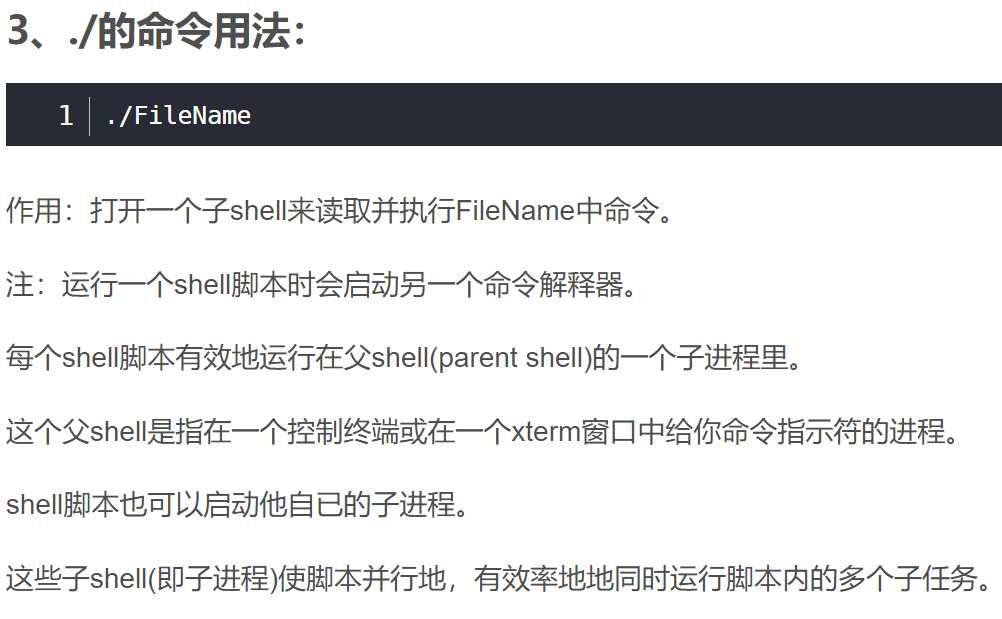 3、./的命令用法：
1 ./FileName
作用：打开一个子shell来读取并执行FileName中命令。
注：运行一个shell脚本时会启动另一个命令解释器。
每个shell脚本有效地运行在父shell(parent shell)的一个子进程里。
这个父shell是指在一个控制终端或在一个xterm窗口中给你命令指示符的进程。
shell脚本也可以启动他自已的子进程。
这些子shell(即子进程)使脚本并行地，有效率地地同时运行脚本内的多个子任务。